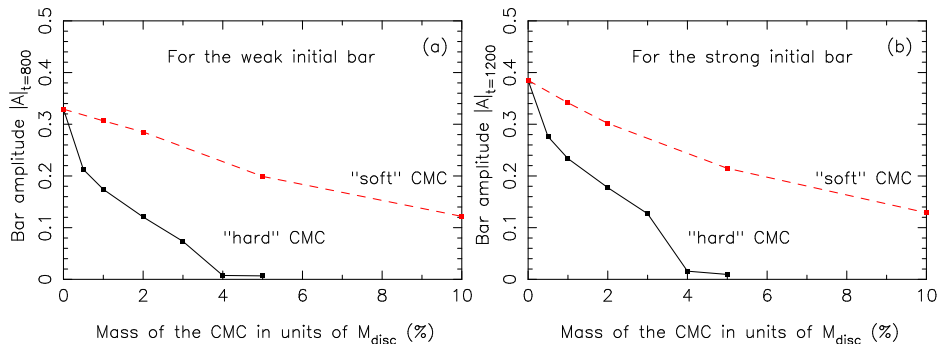 0.5
0.4
0.3
0.2
0.1
0
Bar amplitude |A|t=800
(a)
For the weak initial bar
"soft" CMC
"hard" CMC
0 2 4 6 8 10
Mass of the CMC in units of Mdisc (%)
0.5
0.4
0.3
0.2
0.1
0
Bar amplitude |A|t=1200
(b)
For the strong initial bar
"soft" CMC
"hard" CMC
0 2 4 6 8 10
Mass of the CMC in units of Mdisc (%)